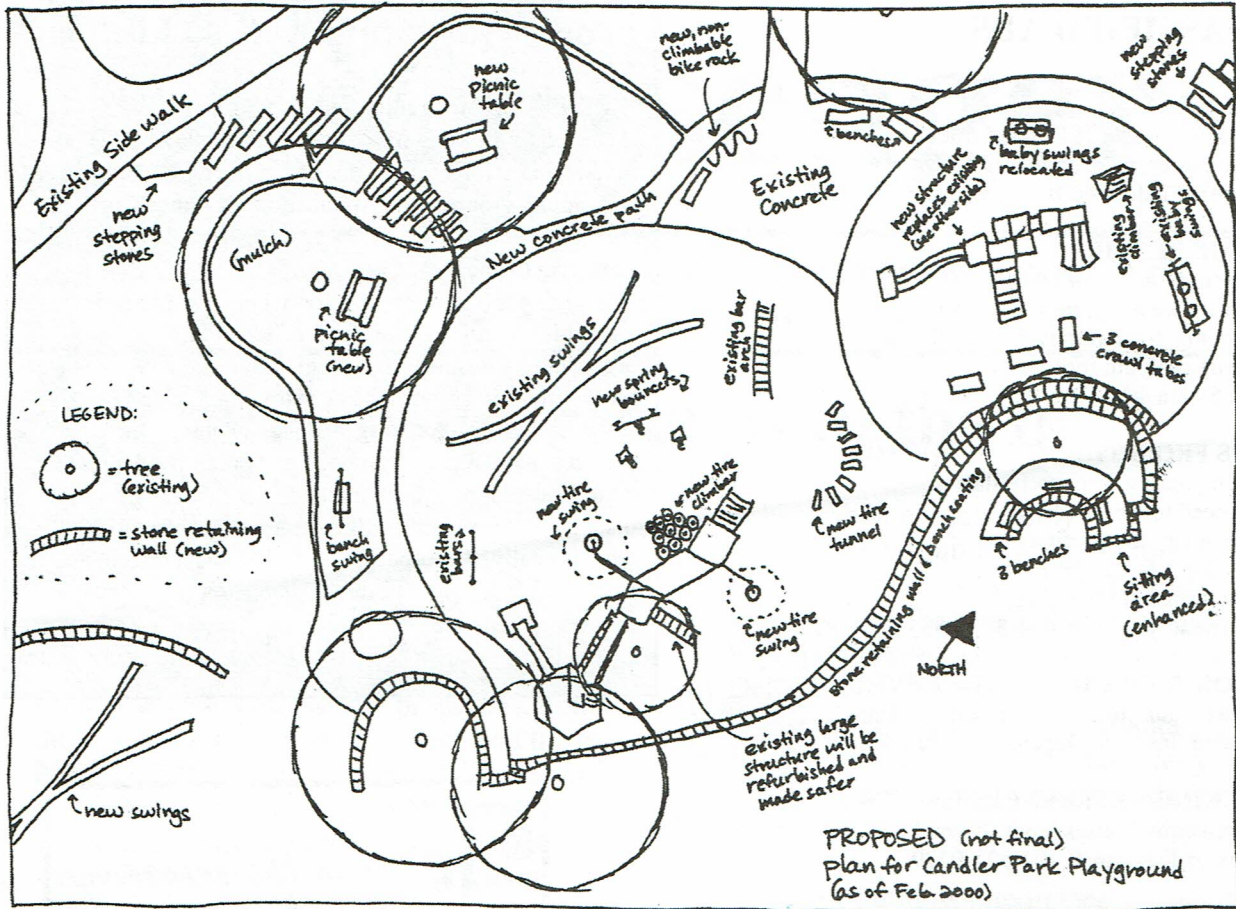 new
picnic
table
new, non-
climbable
bike rack
new
stepping
stones
Existing Sidewalk
new
stepping
stones
benches
baby swings
relocated
new structure
replaces existing
(see other side)
existing
climber
existing
baby
swings
Existing
Concrete
(mulch)
New concrete path
picnic
table
(new)
existing swings
existing bar
arch
3 concrete
crawl tubes
new spring
bouncers
LEGEND:
= tree
(existing)
= stone retaining
wall (new)
bench
swing
existing
bars
new tire
swing
new tire
climber
new tire
tunnel
new tire
swing
stone retaining wall & bench seating
3 benches
sitting
area
(enhanced)
NORTH
existing large
structure will be
refurbished and
made safer
new swings
PROPOSED (not final)
plan for Candler Park Playground
(as of Feb. 2000)